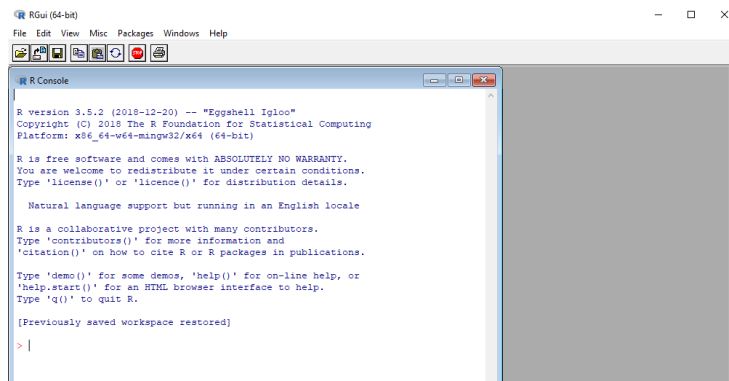 RGui (64-bit)
File Edit View Misc Packages Windows Help
STOP
R Console
R version 3.5.2 (2018-12-20) -- "Eggshell Igloo"
Copyright (C) 2018 The R Foundation for Statistical Computing
Platform: x86_64-w64-mingw32/x64 (64-bit)
R is free software and comes with ABSOLUTELY NO WARRANTY.
You are welcome to redistribute it under certain conditions.
Type 'license()' or 'licence()' for distribution details.
Natural language support but running in an English locale
R is a collaborative project with many contributors.
Type 'contributors()' for more information and
'citation()' on how to cite R or R packages in publications.
Type 'demo()' for some demos, 'help()' for on-line help, or
'help.start()' for an HTML browser interface to help.
Type 'q()' to quit R.
[Previously saved workspace restored]
>